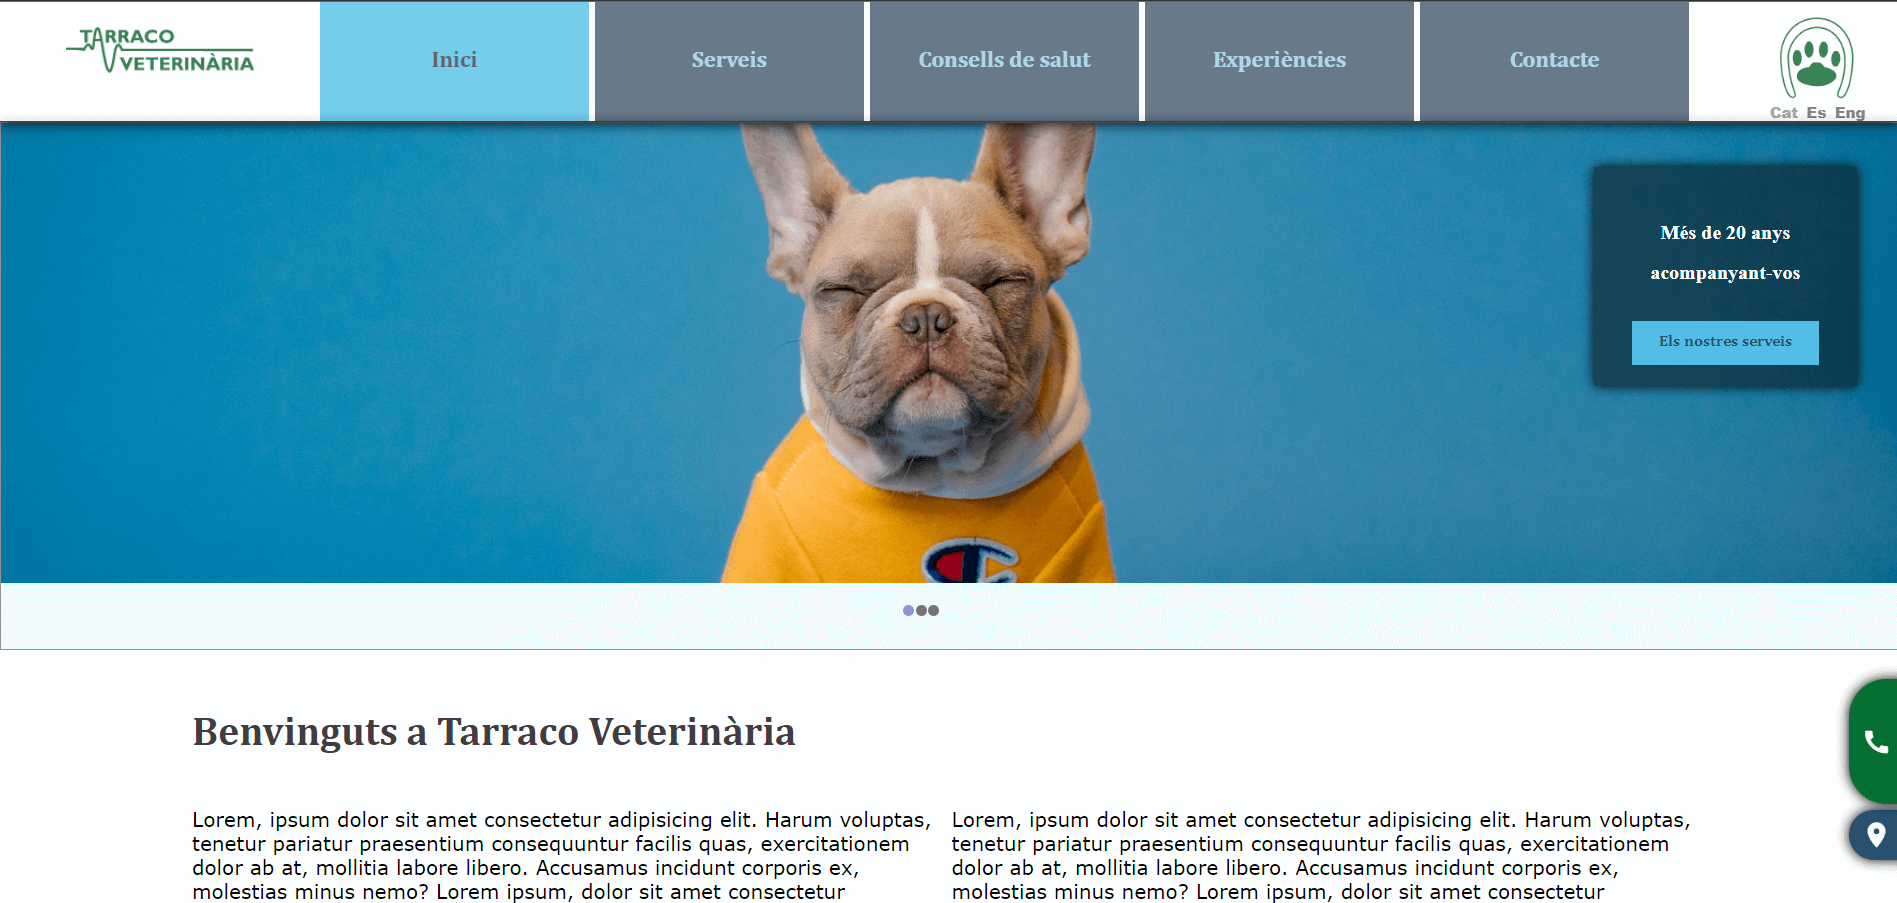 TARRACO
VETERINÀRIA
Inici
Serveis
Consells de salut
Experiències
Contacte
Cat Es Eng
Més de 20 anys
acompanyant-vos
Els nostres serveis
Benvinguts a Tarraco Veterinària
Lorem, ipsum dolor sit amet consectetur adipisicing elit. Harum voluptas,
tenetur pariatur praesentium consequuntur facilis quas, exercitationem
dolor ab at, mollitia labore libero. Accusamus incidunt corporis ex,
molestias minus nemo? Lorem ipsum, dolor sit amet consectetur
Lorem, ipsum dolor sit amet consectetur adipisicing elit. Harum voluptas,
tenetur pariatur praesentium consequuntur facilis quas, exercitationem
dolor ab at, mollitia labore libero. Accusamus incidunt corporis ex,
molestias minus nemo? Lorem ipsum, dolor sit amet consectetur